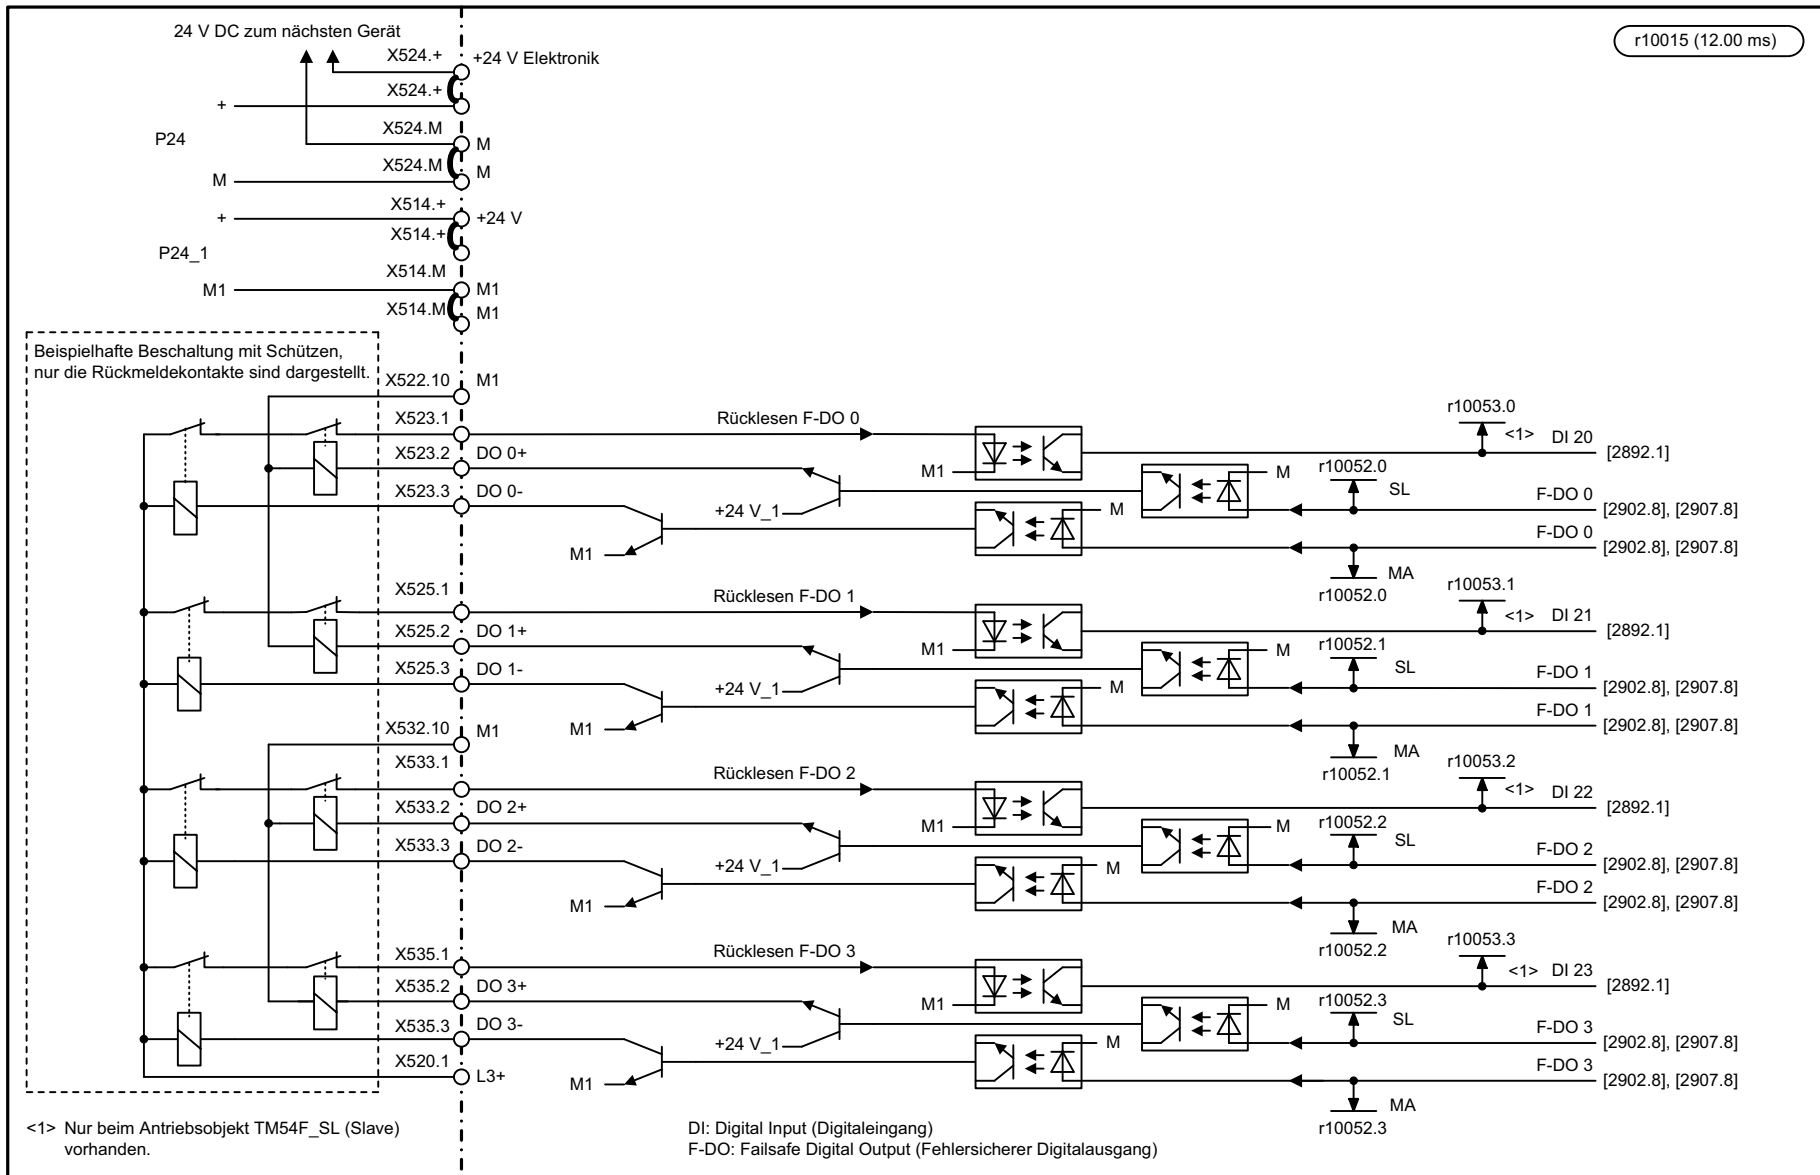 24 V DC zum nächsten Gerät
r10015 (12.00 ms)
X524.+
+24 V Elektronik
X524.+
+
X524.M
P24
M
X524.M
M
M
X514.+
+
+24 V
X514.+
P24_1
X514.M
M1
M1
X514.M
M1
Beispielhafte Beschaltung mit Schützen,
nur die Rückmeldekontakte sind dargestellt.
X522.10
M1
X523.1
Rücklesen F-DO 0
r10053.0
<1>
DI 20
[2892.1]
X523.2
DO 0+
M1
M
r10052.0
SL
X523.3
DO 0-
+24 V_1
M
F-DO 0
[2902.8], [2907.8]
F-DO 0
[2902.8], [2907.8]
M1
MA
r10052.0
X525.1
Rücklesen F-DO 1
r10053.1
<1>
DI 21
[2892.1]
X525.2
DO 1+
M1
M
r10052.1
SL
X525.3
DO 1-
+24 V_1
M
F-DO 1
[2902.8], [2907.8]
F-DO 1
[2902.8], [2907.8]
M1
MA
r10052.1
X532.10
M1
X533.1
Rücklesen F-DO 2
r10053.2
<1>
DI 22
[2892.1]
X533.2
DO 2+
M1
M
r10052.2
SL
X533.3
DO 2-
+24 V_1
M
F-DO 2
[2902.8], [2907.8]
F-DO 2
[2902.8], [2907.8]
M1
MA
r10052.2
X535.1
Rücklesen F-DO 3
r10053.3
<1>
DI 23
[2892.1]
X535.2
DO 3+
M1
M
r10052.3
SL
X535.3
DO 3-
+24 V_1
M
F-DO 3
[2902.8], [2907.8]
F-DO 3
[2902.8], [2907.8]
X520.1
L3+
M1
MA
r10052.3
<1> Nur beim Antriebsobjekt TM54F_SL (Slave)
vorhanden.
DI: Digital Input (Digitaleingang)
F-DO: Failsafe Digital Output (Fehlersicherer Digitalausgang)